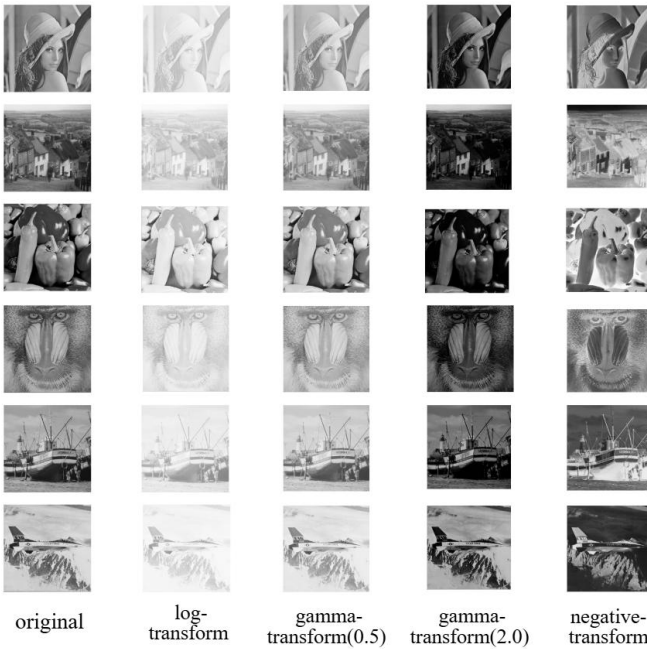 original
log-
transform
gamma-
transform(0.5)
gamma-
transform(2.0)
negative-
transform